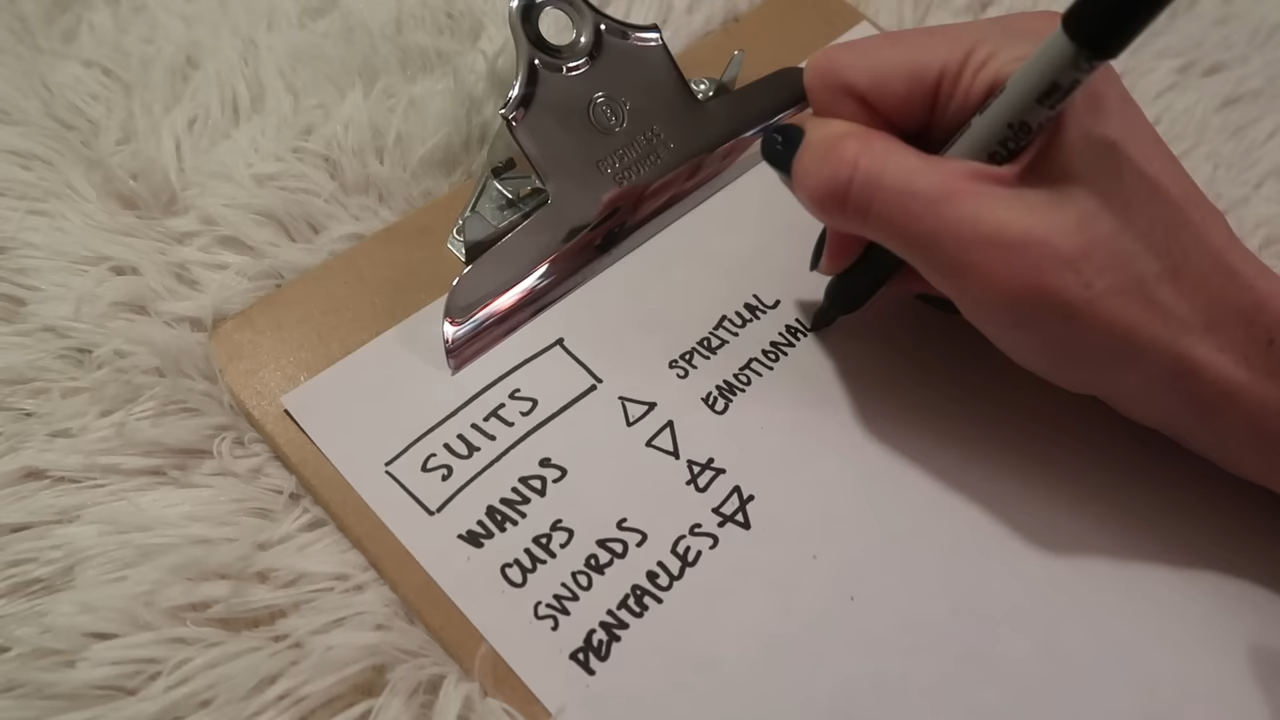 BUSINESS
SOURCE
SUITS
WANDS
CUPS
SWORDS
PENTACLES
SPIRITUAL
EMOTIONAL